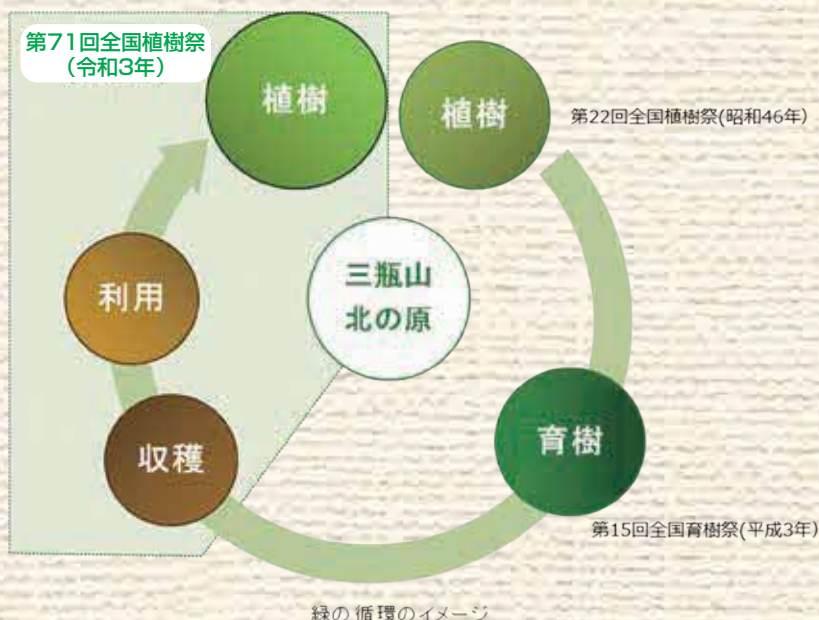 第71回全国植樹祭
（令和3年）
植樹
植樹
第22回全国植樹祭(昭和46年)
利用
三瓶山
北の原
収穫
育樹
第15回全国育樹祭(平成3年)
緑の循環のイメージ